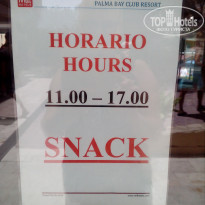 PALMA BAY CLUB RESORT
TOP Hotels
HORARIO
HOURS
11.00 – 17.00
SNACK